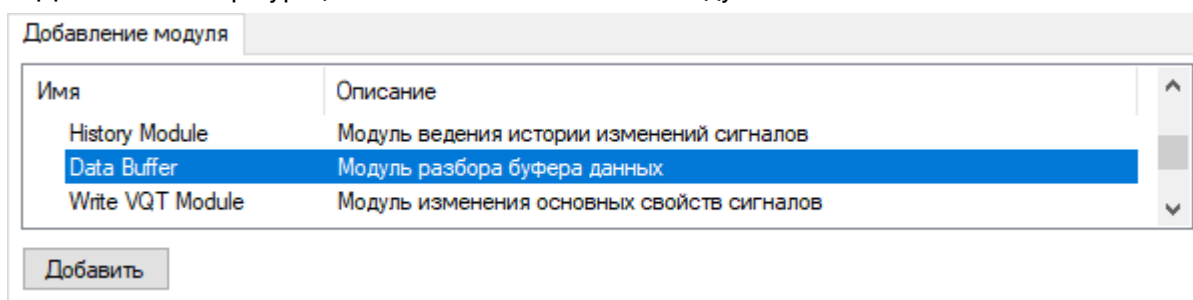 Добавление модуля
Имя Описание
History Module Модуль ведения истории изменений сигналов
Data Buffer Модуль разбора буфера данных
Write VQT Module Модуль изменения основных свойств сигналов
Добавить